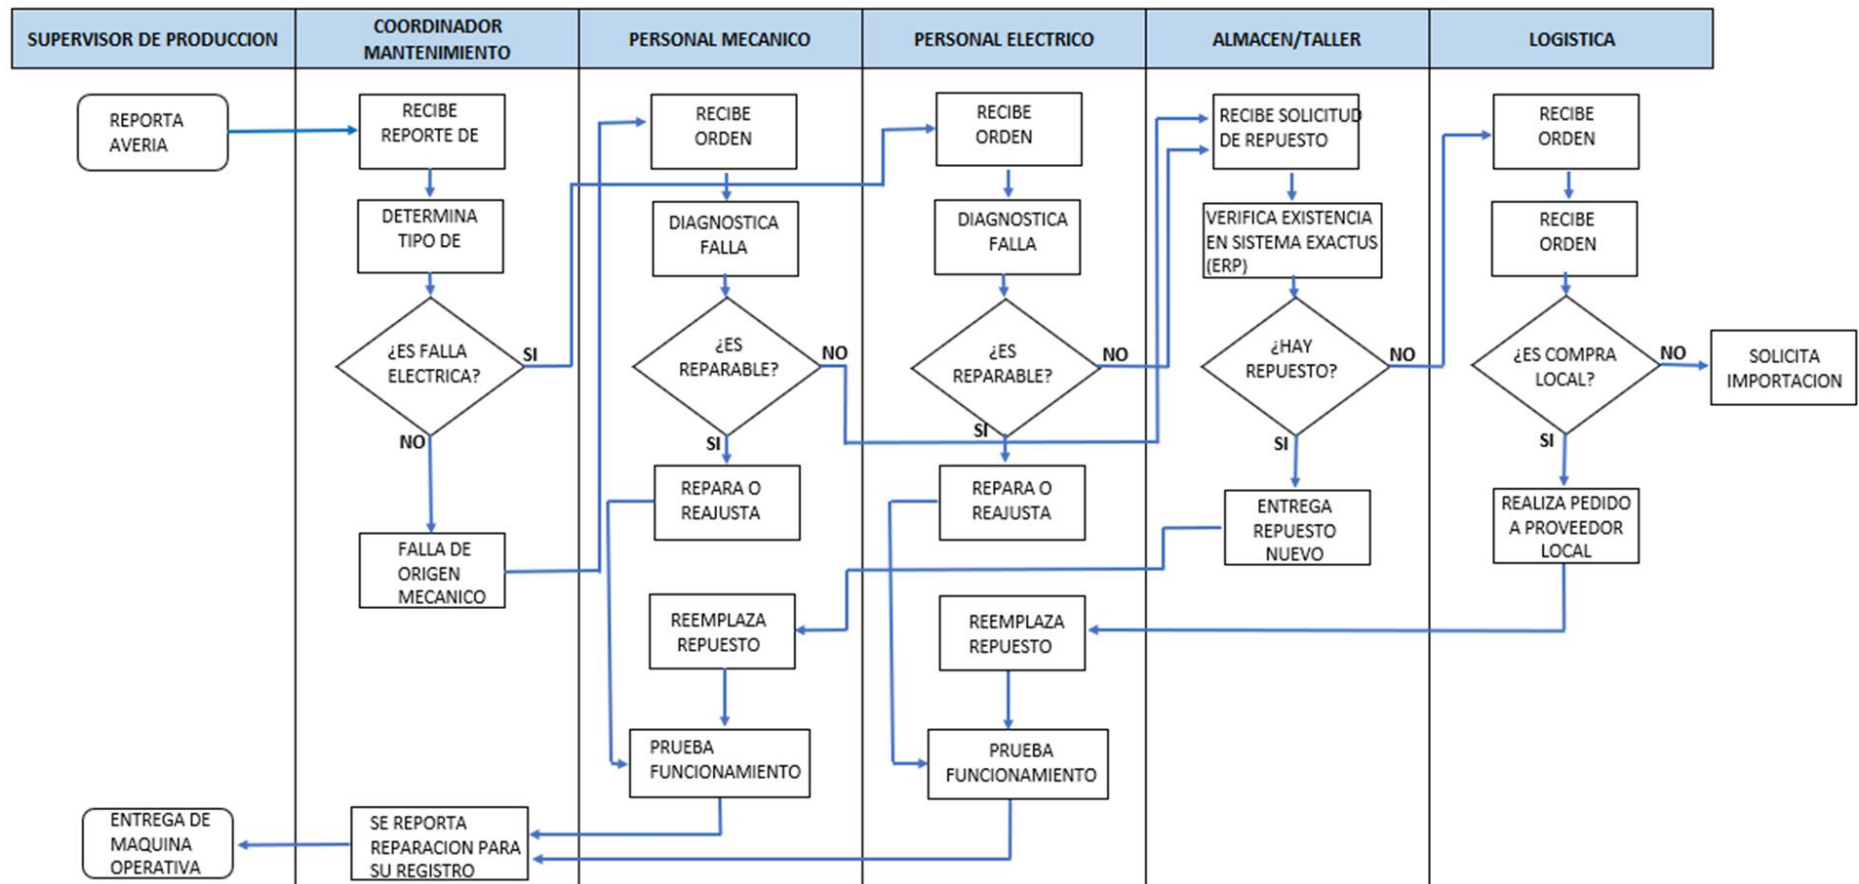 SUPERVISOR DE PRODUCCION
COORDINADOR
MANTENIMIENTO
PERSONAL MECANICO
PERSONAL ELECTRICO
ALMACEN/TALLER
LOGISTICA
REPORTA
AVERIA
RECIBE
REPORTE DE
DETERMINA
TIPO DE
¿ES FALLA
ELECTRICA?
SI
NO
FALLA DE
ORIGEN
MECANICO
SE REPORTA
REPARACION PARA
SU REGISTRO
ENTREGA DE
MAQUINA
OPERATIVA
RECIBE
ORDEN
DIAGNOSTICA
FALLA
¿ES
REPARABLE?
NO
SI
REPARA O
REAJUSTA
REEMPLAZA
REPUESTO
PRUEBA
FUNCIONAMIENTO
RECIBE
ORDEN
DIAGNOSTICA
FALLA
¿ES
REPARABLE?
NO
SI
REPARA O
REAJUSTA
REEMPLAZA
REPUESTO
PRUEBA
FUNCIONAMIENTO
RECIBE SOLICITUD
DE REPUESTO
VERIFICA EXISTENCIA
EN SISTEMA EXACTUS
(ERP)
¿HAY
REPUESTO?
NO
SI
ENTREGA
REPUESTO
NUEVO
RECIBE
ORDEN
RECIBE
ORDEN
¿ES COMPRA
LOCAL?
NO
SI
REALIZA PEDIDO
A PROVEEDOR
LOCAL
SOLICITA
IMPORTACION